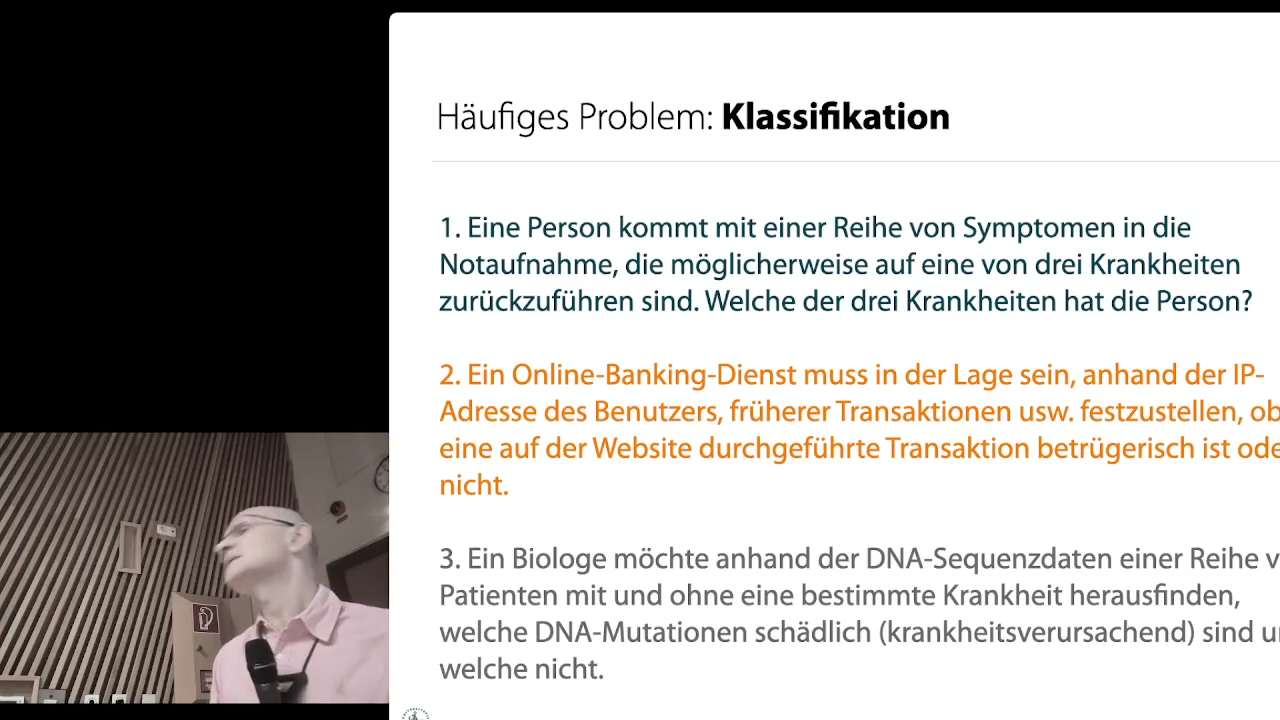 Häufiges Problem: Klassifikation
1. Eine Person kommt mit einer Reihe von Symptomen in die
Notaufnahme, die möglicherweise auf eine von drei Krankheiten
zurückzuführen sind. Welche der drei Krankheiten hat die Person?
2. Ein Online-Banking-Dienst muss in der Lage sein, anhand der IP-
Adresse des Benutzers, früherer Transaktionen usw. festzustellen, ob
eine auf der Website durchgeführte Transaktion betrügerisch ist
nicht.
3. Ein Biologe möchte anhand der DNA-Sequenzdaten einer Reihe
Patienten mit und ohne eine bestimmte Krankheit herausfinden,
welche DNA-Mutationen schädlich (krankheitsverursachend) sind
welche nicht.